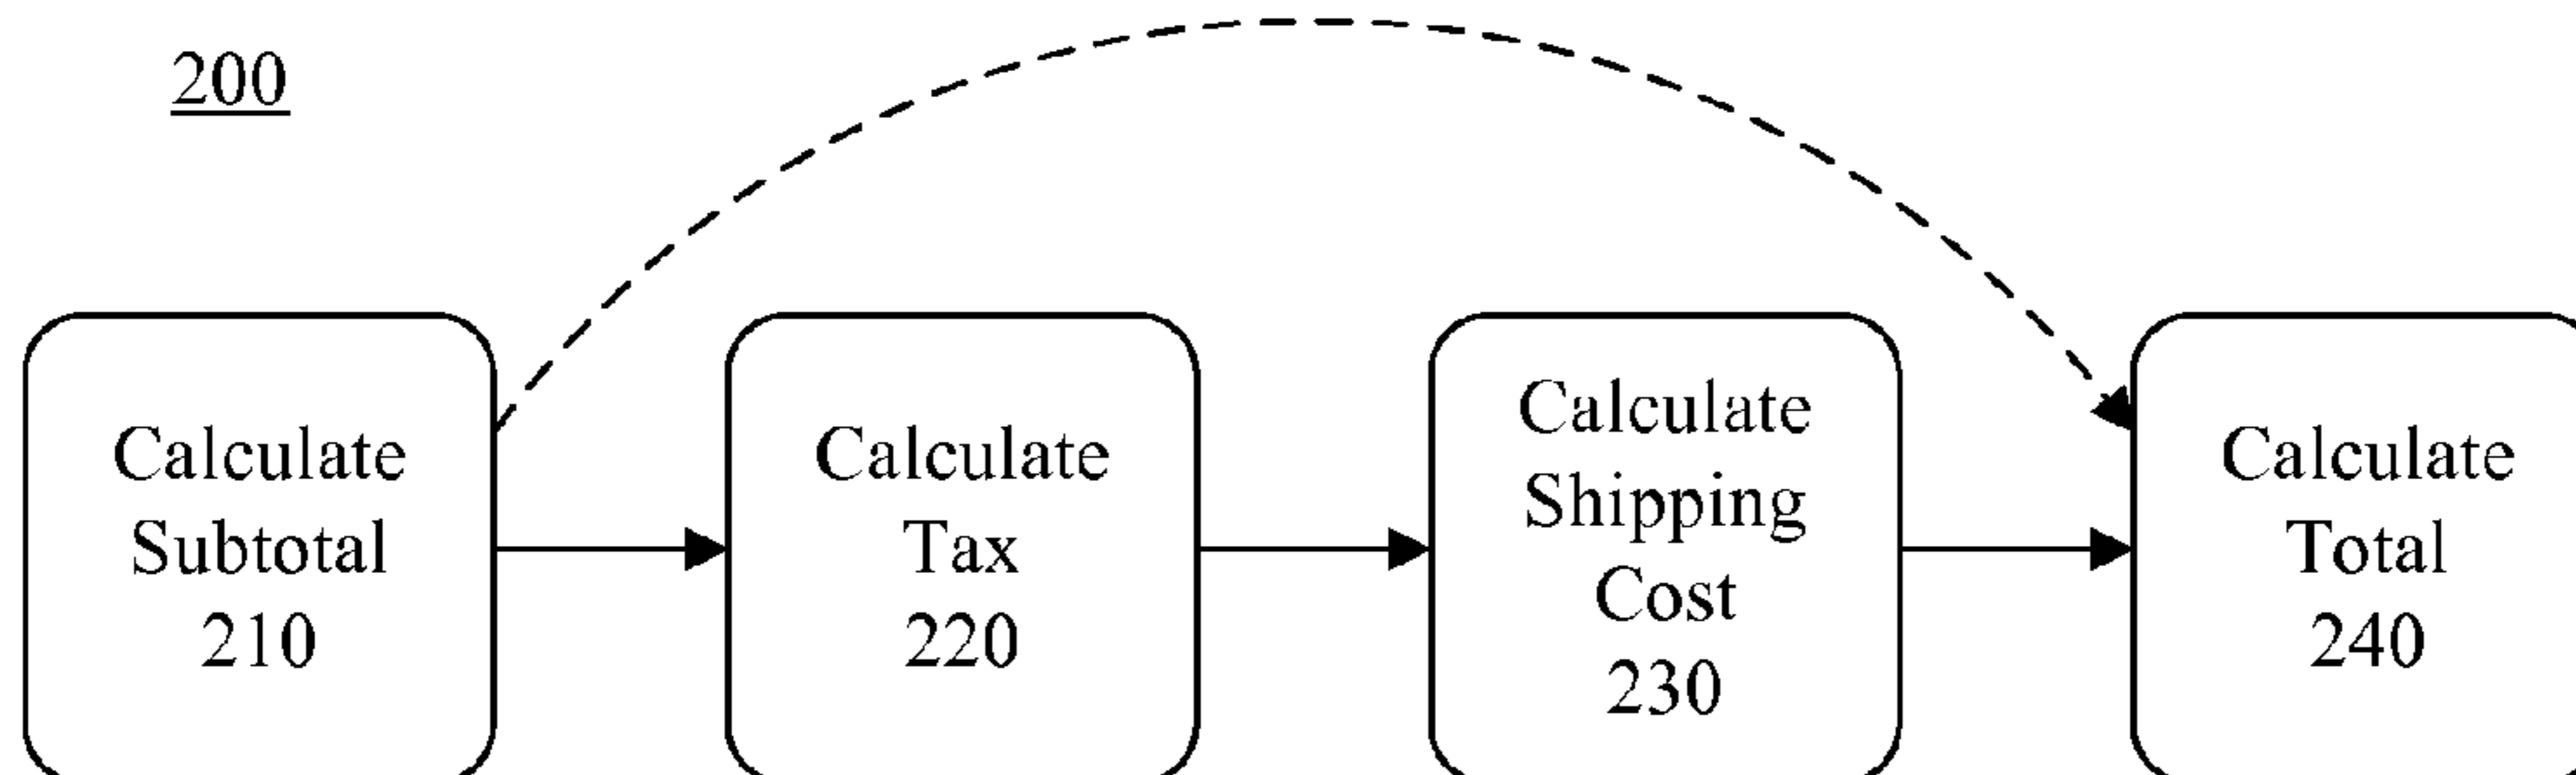 200
Calculate
Subtotal
210
Calculate
Tax
220
Calculate
Shipping
Cost
230
Calculate
Total
240